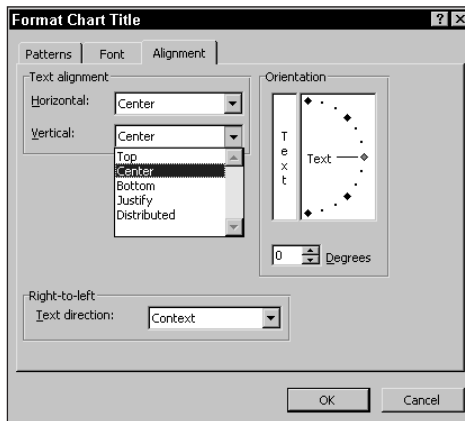 Format Chart Title ? ×
Patterns Font Alignment
Text alignment
Horizontal: Center
Vertical: Center
Top
Center
Bottom
Justify
Distributed
Orientation
T
e
x
t
Text
0 Degrees
Right-to-left
Text direction: Context
OK Cancel